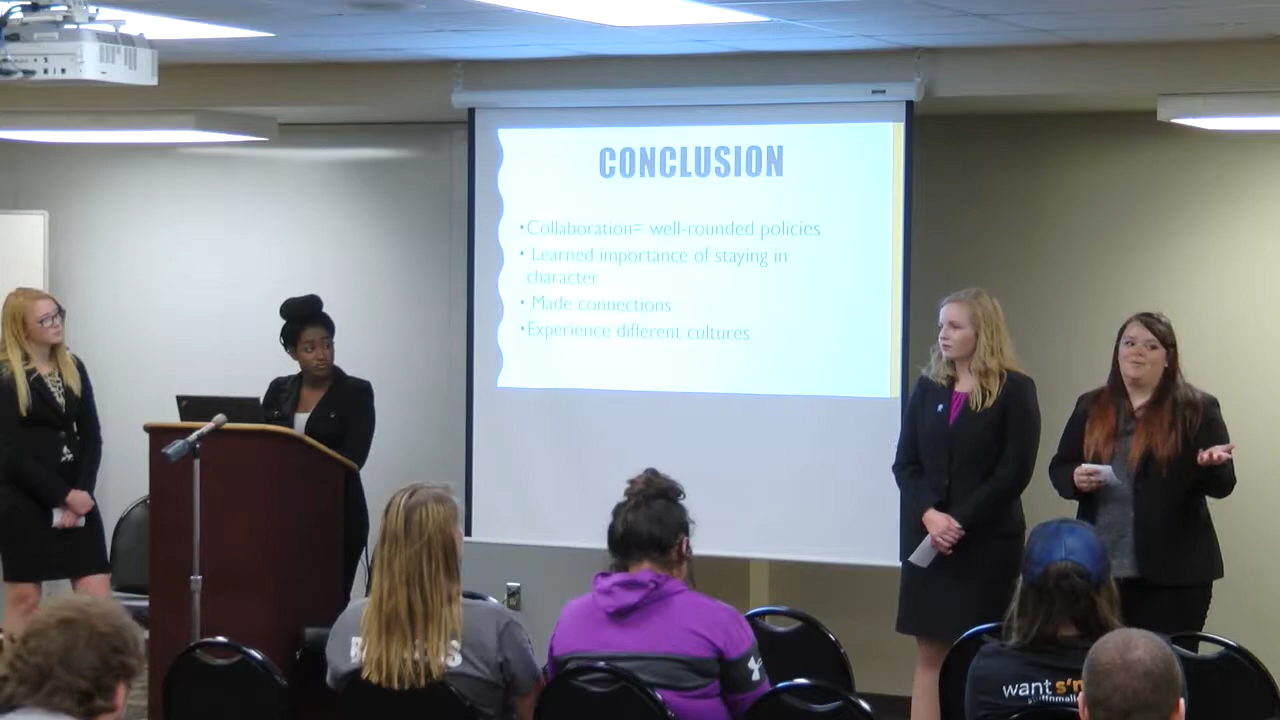 CONCLUSION
•Collaboration= well-rounded policies
• Learned importance of staying in
character
• Made connections
•Experience different cultures
want s'm